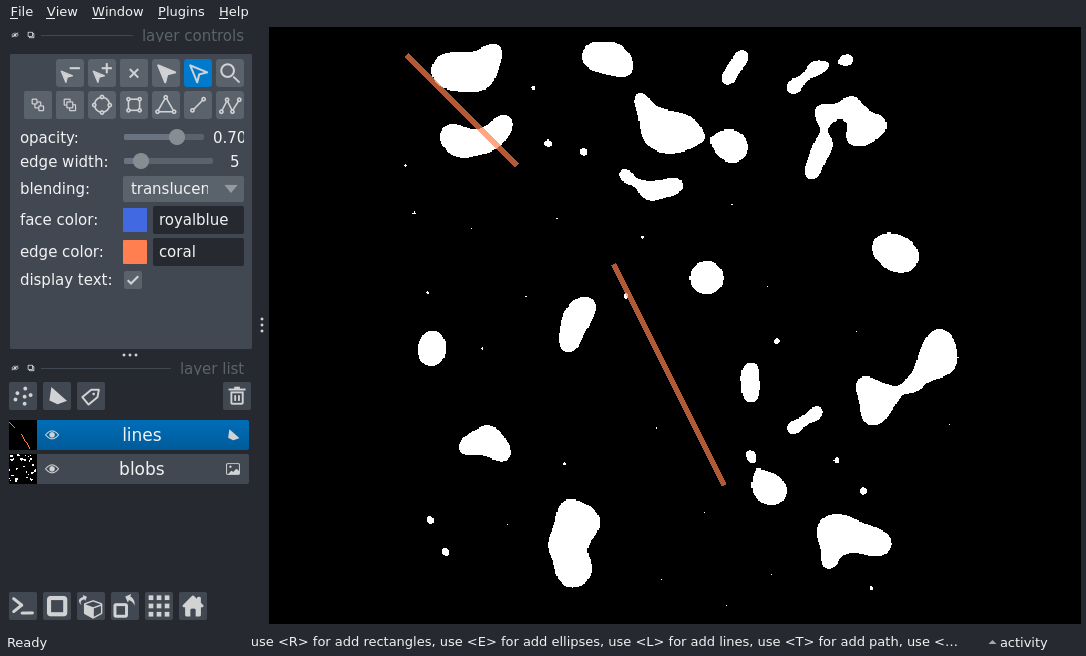 File View Window Plugins Help
layer controls
opacity: 0.70
edge width: 5
blending: translucen
face color: royalblue
edge color: coral
display text:
layer list
lines
blobs
Ready use <R> for add rectangles, use <E> for add ellipses, use <L> for add lines, use <T> for add path, use <... activity